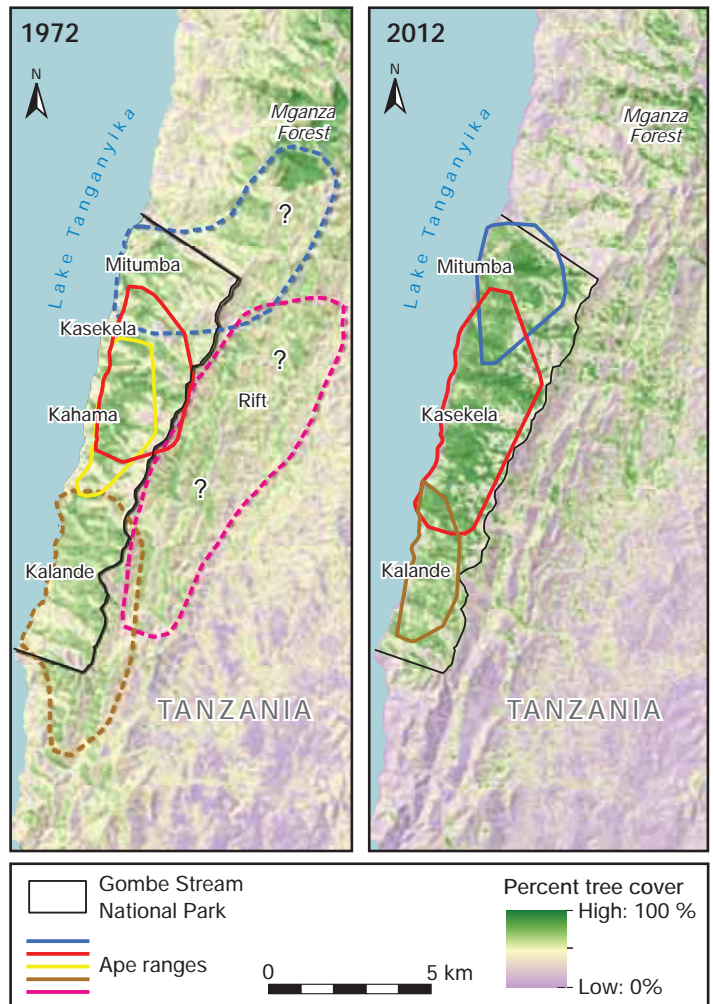 1972
N
Lake Tanganyika
Mganza
Forest
?
Mitumba
Kasekela
?
Rift
Kahama
?
Kalande
TANZANIA
2012
N
Lake Tanganyika
Mganza
Forest
Mitumba
Kasekela
Kalande
TANZANIA
Gombe Stream
National Park
Ape ranges
0 5 km
Percent tree cover
High: 100 %
Low: 0%